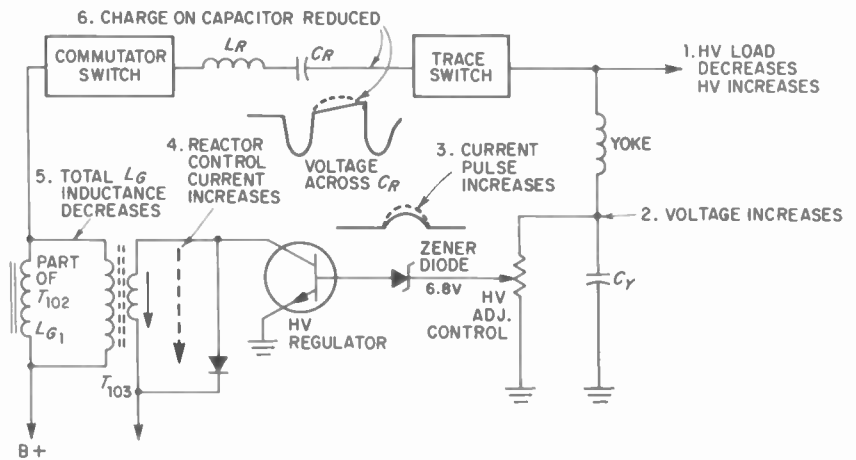 6. CHARGE ON CAPACITOR REDUCED
COMMUTATOR
SWITCH
LR
CR
TRACE
SWITCH
1. HV LOAD
DECREASES
HV INCREASES
4. REACTOR
CONTROL
CURRENT
INCREASES
VOLTAGE
ACROSS CR
3. CURRENT
PULSE
INCREASES
YOKE
5. TOTAL LG
INDUCTANCE
DECREASES
2. VOLTAGE INCREASES
PART
OF
T102
LG1
ZENER
DIODE
6.8V
HV
ADJ.
CONTROL
CY
HV
REGULATOR
T103
B+